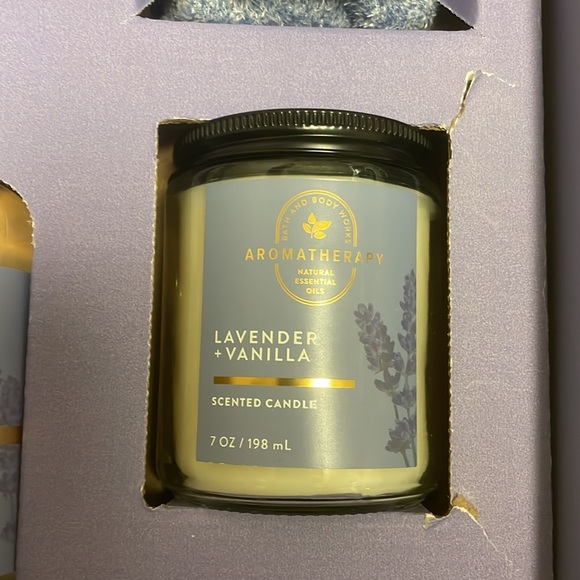 BATH AND BODY WORKS
AROMATHERAPY
NATURAL
ESSENTIAL
OILS
LAVENDER
+VANILLA
SCENTED CANDLE
7 OZ / 198 mL